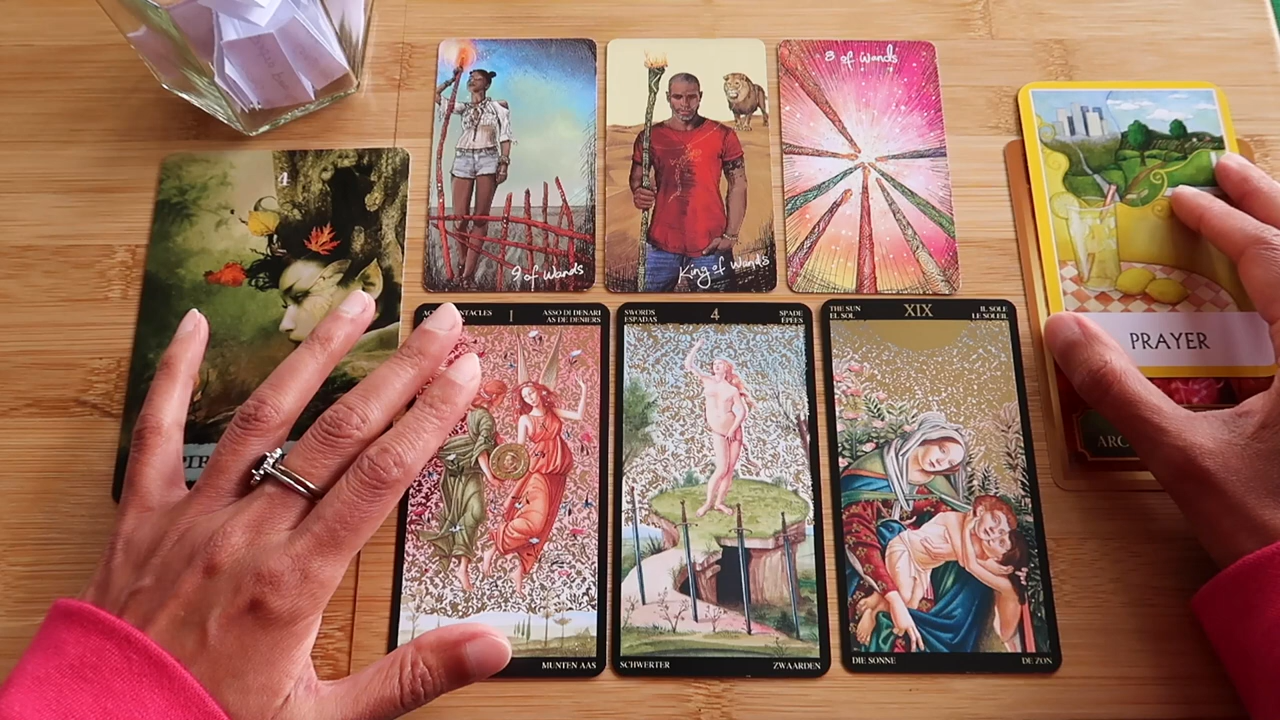 4
9 of Wands
King of Wands
8 of Wands
PRAYER
ARC
I
ASSO DI DENARI
AS DE DENIERS
MUNTEN AAS
SWORDS
ESPADAS
4
SPADE
ÉPÉES
SCHWERTER
ZWAARDEN
THE SUN
EL SOL
XIX
IL SOLE
LE SOLEIL
DIE SONNE
DE ZON